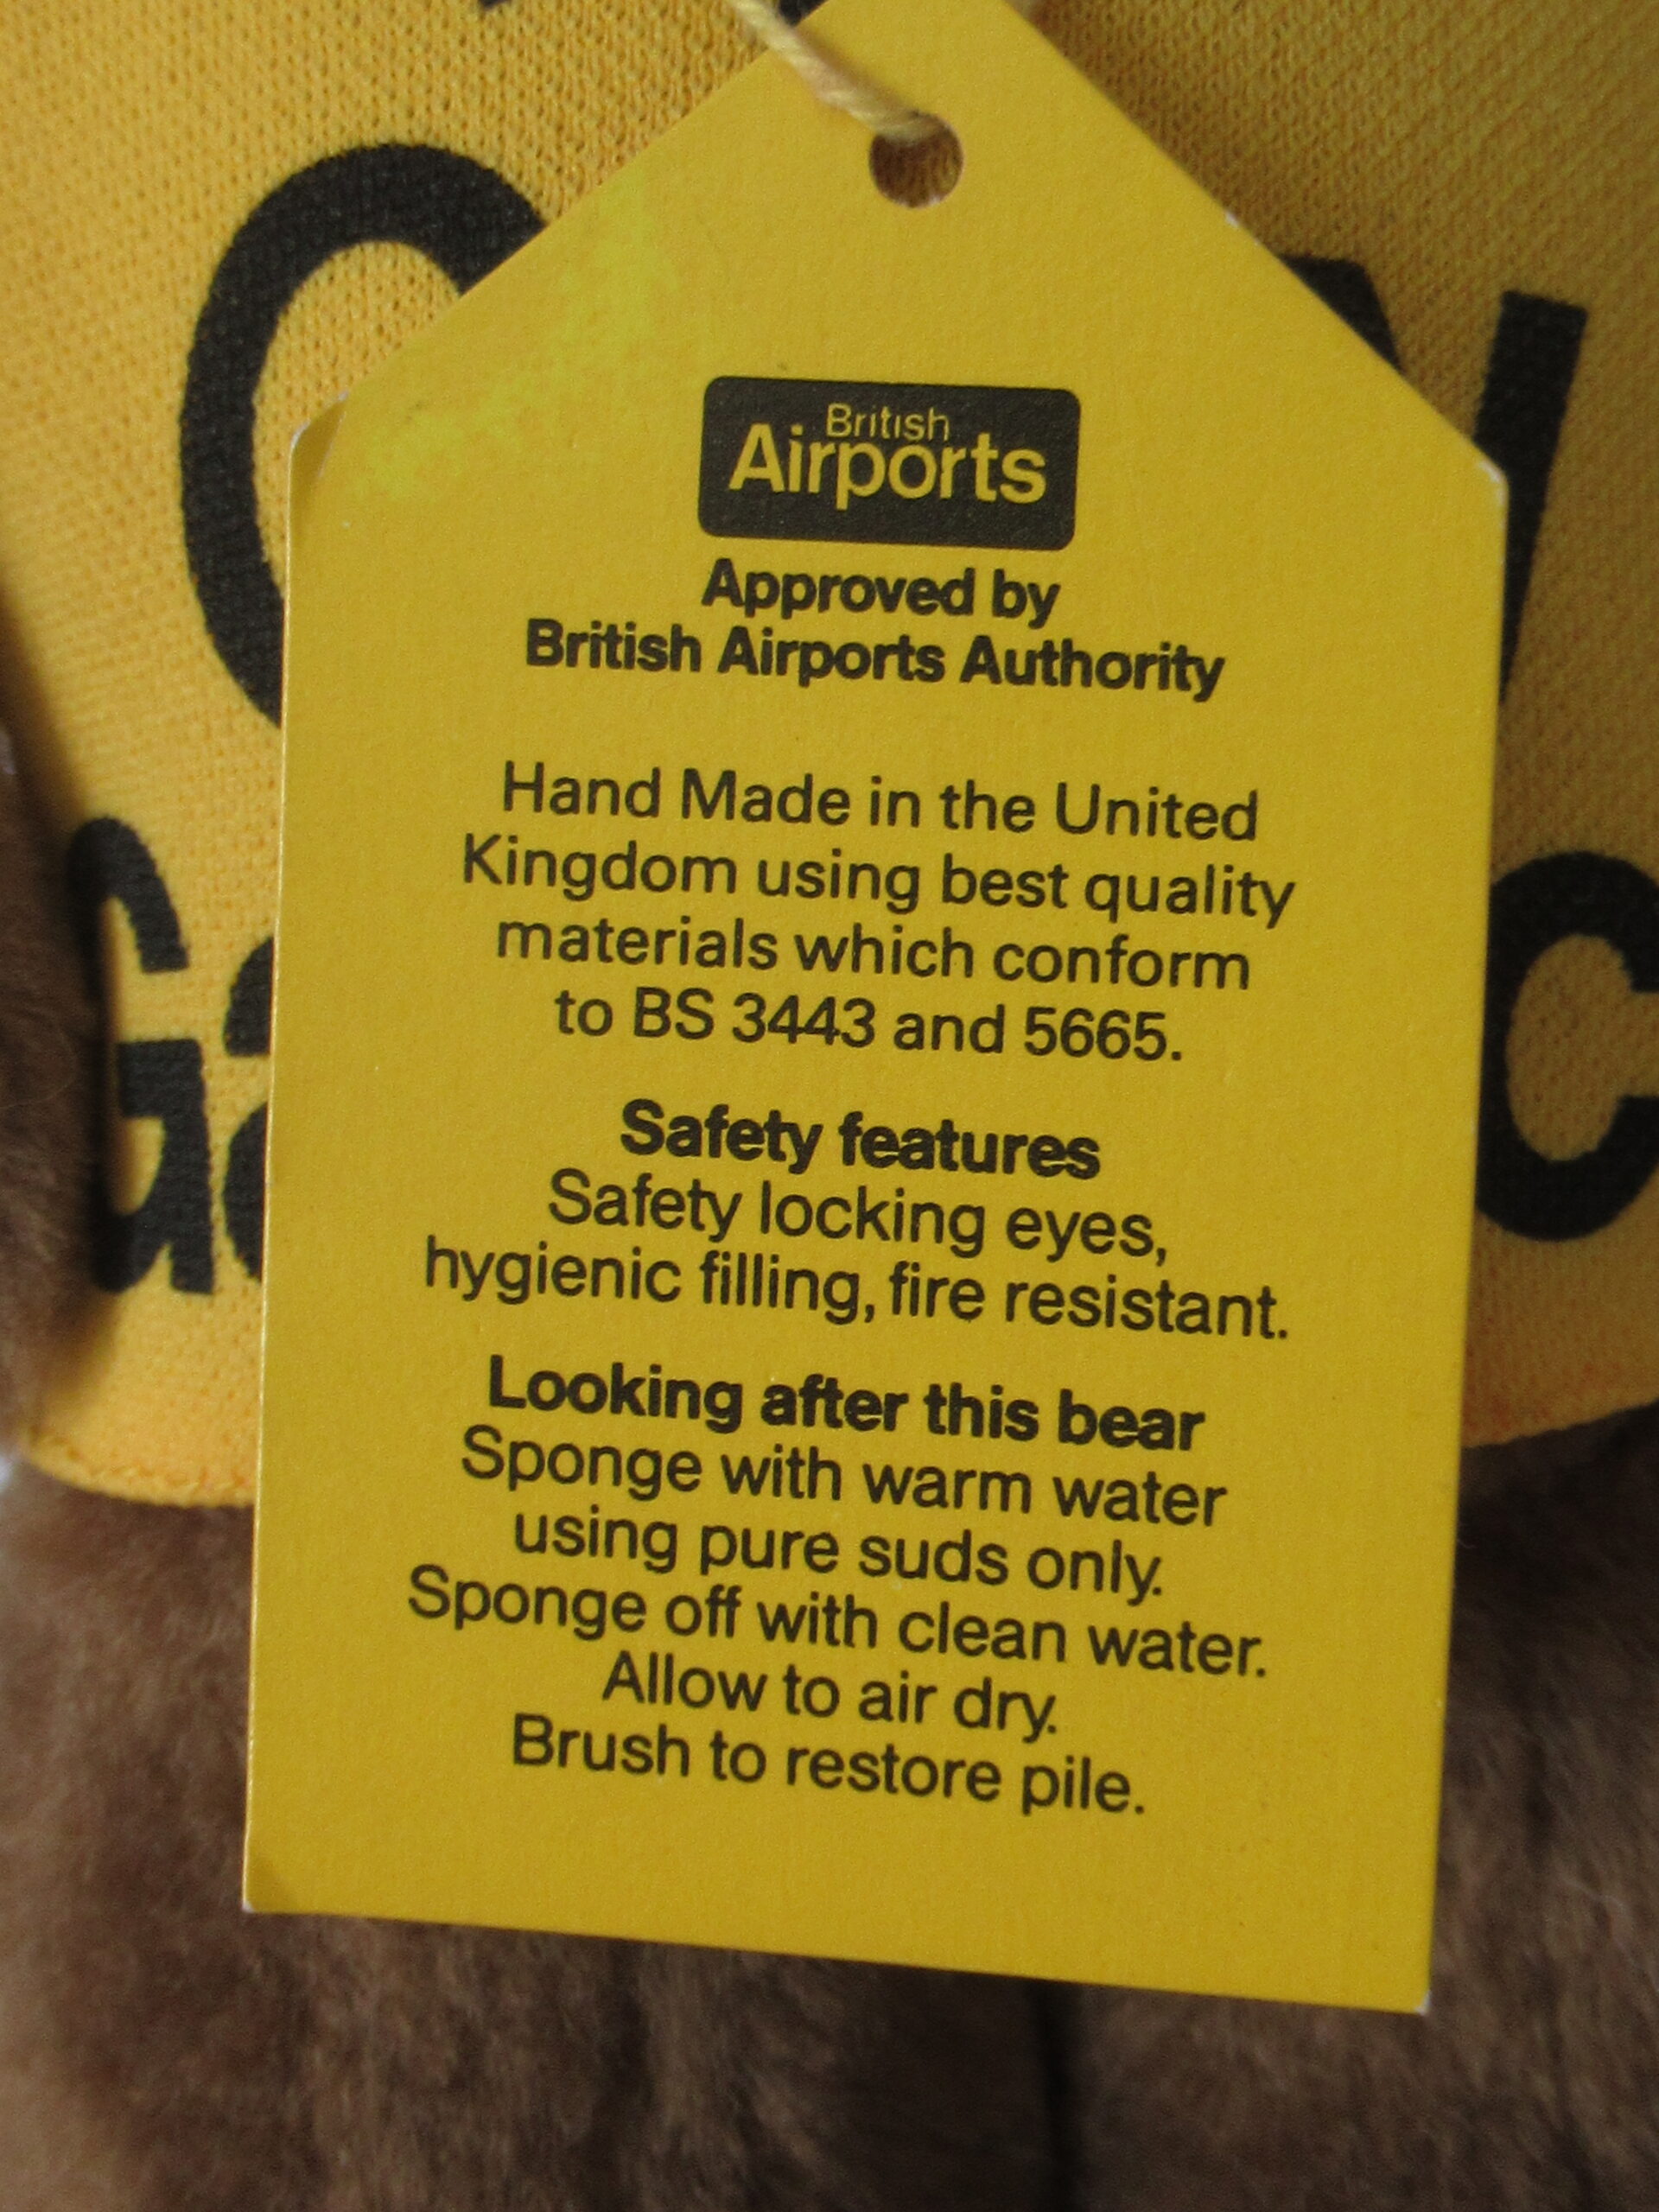 British
Airports
Approved by
British Airports Authority
Hand Made in the United
Kingdom using best quality
materials which conform
to BS 3443 and 5665.
Safety features
Safety locking eyes,
hygienic filling, fire resistant.
Looking after this bear
Sponge with warm water
using pure suds only.
Sponge off with clean water.
Allow to air dry.
Brush to restore pile.